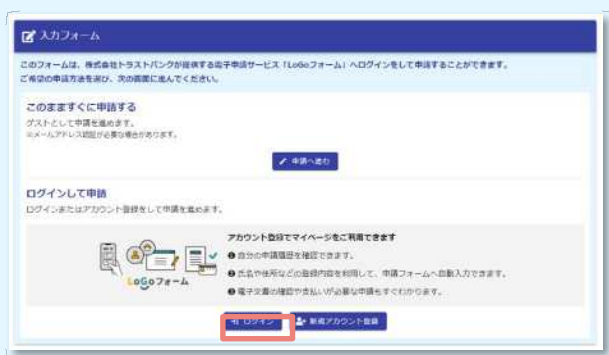 入力フォーム
このフォームは、株式会社トラストバンクが提供する電子申請サービス「LoGoフォーム」へログインをして申請することができます。
ご希望の申請方法を選び、次の画面に進んでください。
このまますぐに申請する
ゲストとして申請を進めます。
※メールアドレス認証が必要な場合があります。
申請へ進む
ログインして申請
ログインまたはアカウント登録をして申請を進めます。
アカウント登録でマイページをご利用できます
❶ 自分の申請履歴を確認できます。
❷ 氏名や住所などの登録内容を利用して、申請フォームへ自動入力できます。
❸ 電子文書の確認や支払いが必要な申請もすぐわかります。
LoGoフォーム
ログイン
新規アカウント登録